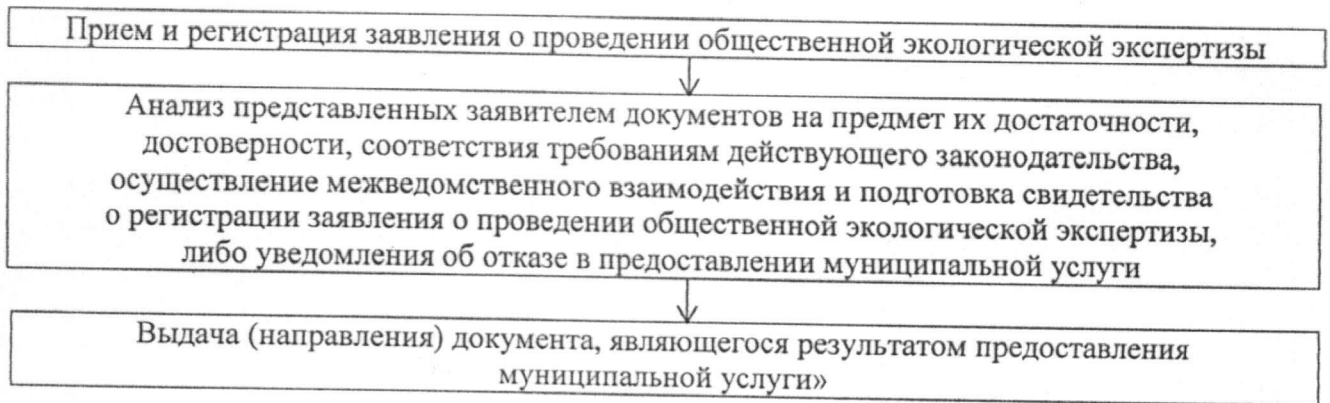 Прием и регистрация заявления о проведении общественной экологической экспертизы
Анализ представленных заявителем документов на предмет их достаточности,
достоверности, соответствия требованиям действующего законодательства,
осуществление межведомственного взаимодействия и подготовка свидетельства
о регистрации заявления о проведении общественной экологической экспертизы,
либо уведомления об отказе в предоставлении муниципальной услуги
Выдача (направления) документа, являющегося результатом предоставления
муниципальной услуги»